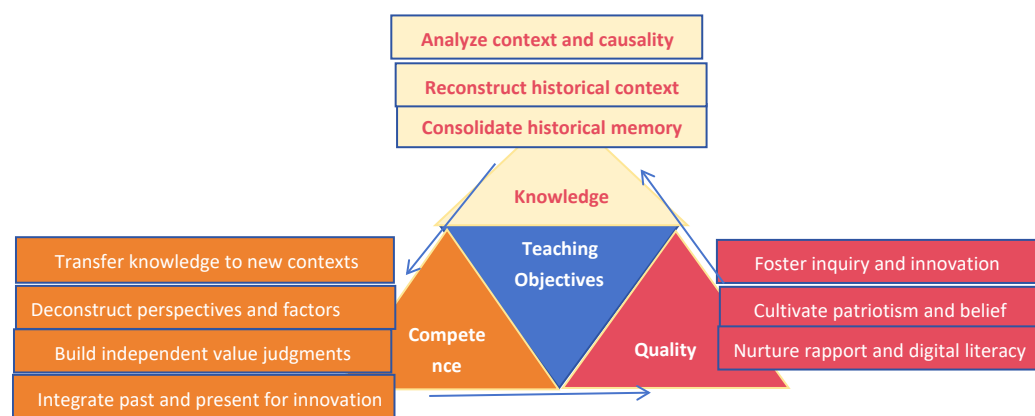 Analyze context and causality
Reconstruct historical context
Consolidate historical memory
Knowledge
Teaching
Objectives
Transfer knowledge to new contexts
Deconstruct perspectives and factors
Build independent value judgments
Integrate past and present for innovation
Compete
nce
Quality
Foster inquiry and innovation
Cultivate patriotism and belief
Nurture rapport and digital literacy